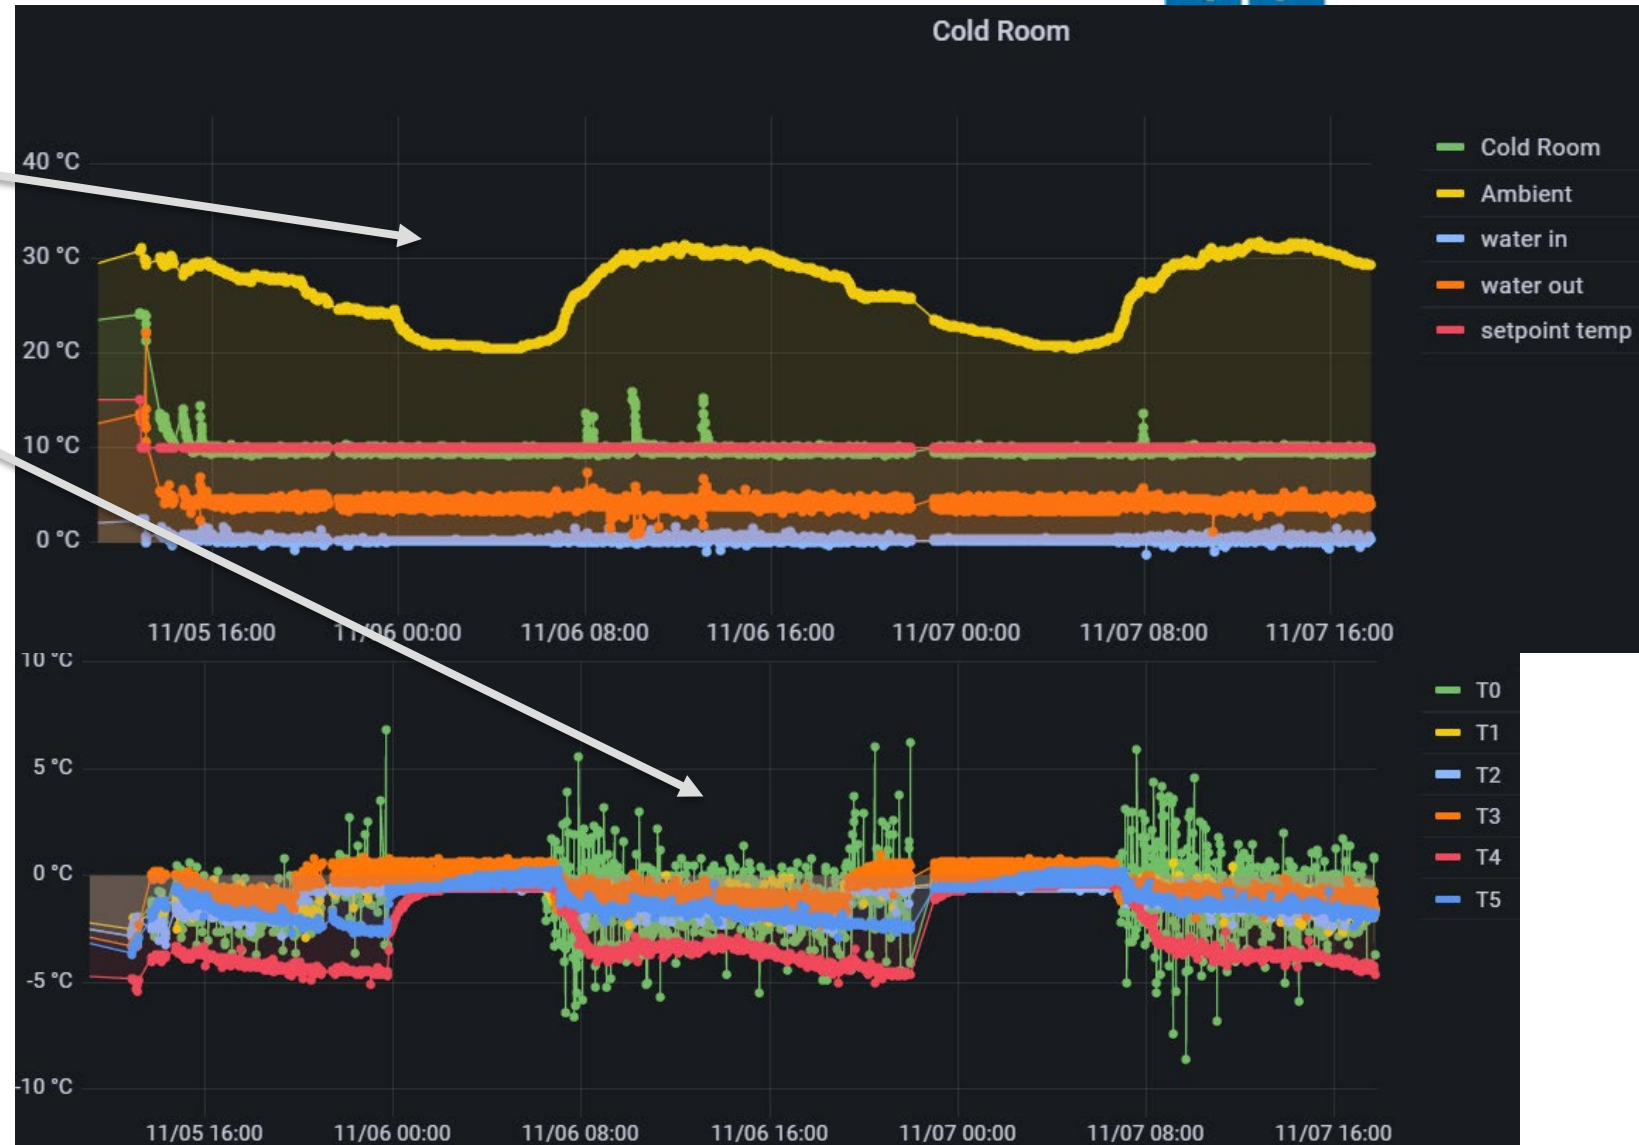 Cold Room
40 °C
30 °C
20 °C
10 °C
0 °C
11/05 16:00 11/06 00:00 11/06 08:00 11/06 16:00 11/07 00:00 11/07 08:00 11/07 16:00
Cold Room
Ambient
water in
water out
setpoint temp
10 °C
5 °C
0 °C
-5 °C
-10 °C
11/05 16:00 11/06 00:00 11/06 08:00 11/06 16:00 11/07 00:00 11/07 08:00 11/07 16:00
T0
T1
T2
T3
T4
T5